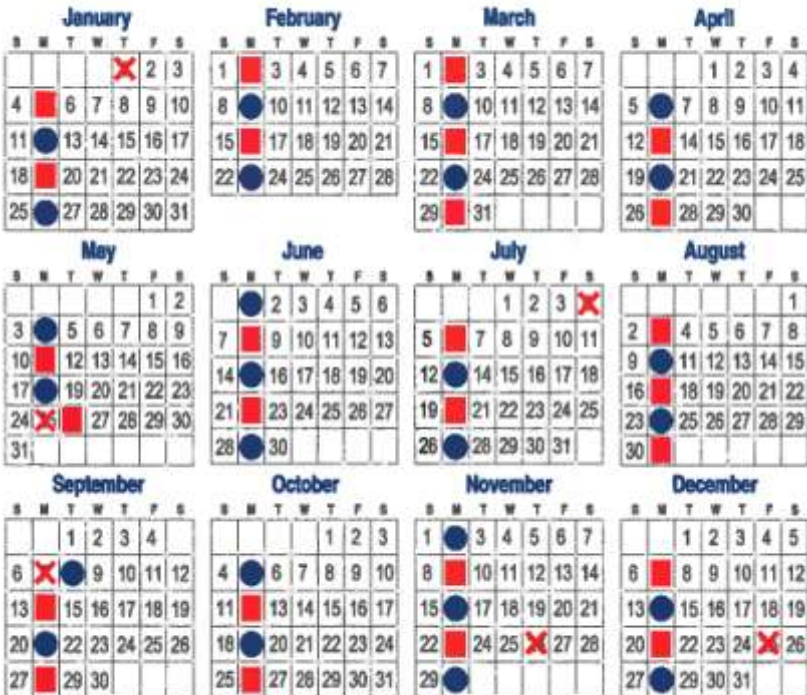 January
S M T W T F S
2 3
4 6 7 8 9 10
11 13 14 15 16 17
18 20 21 22 23 24
25 27 28 29 30 31
February
S M T W T F S
1 3 4 5 6 7
8 10 11 12 13 14
15 17 18 19 20 21
22 24 25 26 27 28
March
S M T W T F S
1 3 4 5 6 7
8 10 11 12 13 14
15 17 18 19 20 21
22 24 25 26 27 28
29 31
April
S M T W T F S
1 2 3 4
5 7 8 9 10 11
12 14 15 16 17 18
19 21 22 23 24 25
26 28 29 30
May
S M T W T F S
1 2
3 5 6 7 8 9
10 12 13 14 15 16
17 19 20 21 22 23
24 27 28 29 30
31
June
S M T W T F S
2 3 4 5 6
7 9 10 11 12 13
14 16 17 18 19 20
21 23 24 25 26 27
28 30
July
S M T W T F S
1 2 3
5 7 8 9 10 11
12 14 15 16 17 18
19 21 22 23 24 25
26 28 29 30 31
August
S M T W T F S
1
2 4 5 6 7 8
9 11 12 13 14 15
16 18 19 20 21 22
23 25 26 27 28 29
30
September
S M T W T F S
1 2 3 4
6 9 10 11 12
13 15 16 17 18 19
20 22 23 24 25 26
27 29 30
October
S M T W T F S
1 2 3
4 6 7 8 9 10
11 13 14 15 16 17
18 20 21 22 23 24
25 27 28 29 30 31
November
S M T W T F S
1 3 4 5 6 7
8 10 11 12 13 14
15 17 18 19 20 21
22 24 25 27 28
29
December
S M T W T F S
1 2 3 4 5
6 8 9 10 11 12
13 15 16 17 18 19
20 22 23 24 26
27 29 30 31